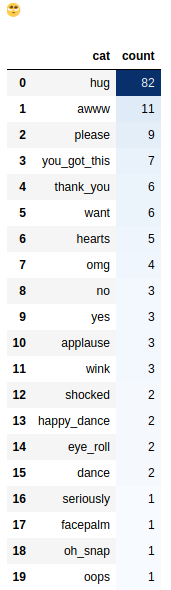 cat count
0 hug 82
1 awww 11
2 please 9
3 you_got_this 7
4 thank_you 6
5 want 6
6 hearts 5
7 omg 4
8 no 3
9 yes 3
10 applause 3
11 wink 3
12 shocked 2
13 happy_dance 2
14 eye_roll 2
15 dance 2
16 seriously 1
17 facepalm 1
18 oh_snap 1
19 oops 1